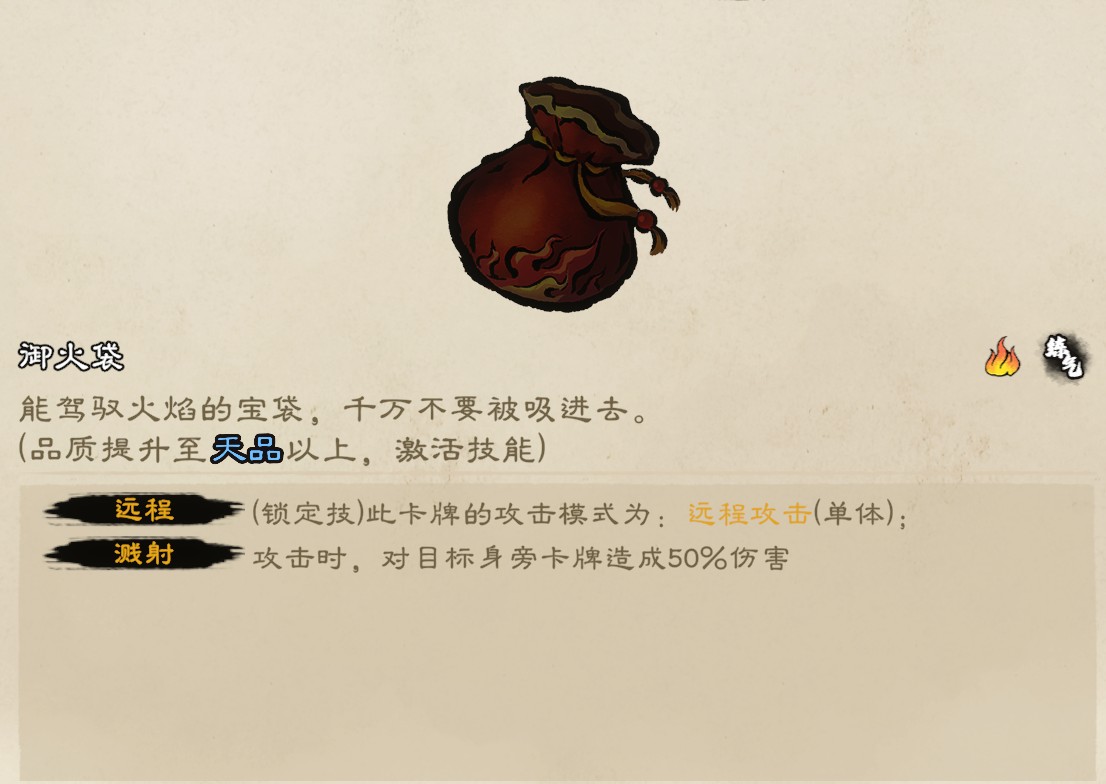 御火袋
炼气
能驾驭火焰的宝袋，千万不要被吸进去。
(品质提升至天品以上，激活技能)
远程 (锁定技)此卡牌的攻击模式为：远程攻击(单体)；
溅射 攻击时，对目标身旁卡牌造成50%伤害